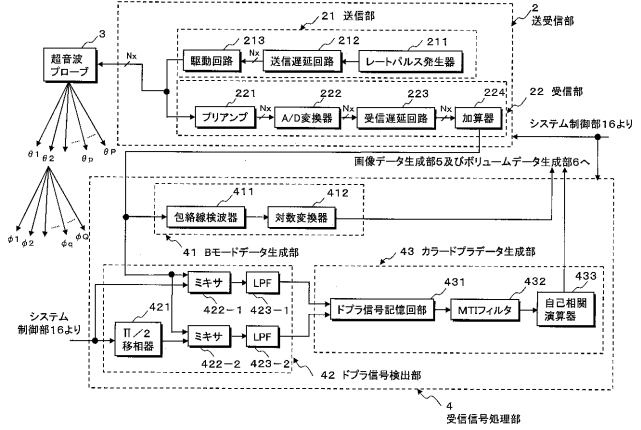 21 送信部
2
送受信部
3
超音波
プローブ
Nx
213
駆動回路
Nx
212
送信遅延回路
211
レートパルス発生器
221
プリアンプ
Nx
222
A/D変換器
Nx
223
受信遅延回路
Nx
224
加算器
22 受信部
システム制御部16より
θ1
θ2
θp
θP
画像データ生成部5及びボリュームデータ生成部6へ
411
包絡線検波器
412
対数変換器
41 Bモードデータ生成部
φ1
φ2
φq
φQ
43 カラードプラデータ生成部
ミキサ
422-1
LPF
423-1
431
ドプラ信号記憶回部
432
MTIフィルタ
433
自己相関
演算器
システム
制御部16より
421
Π/2
移相器
ミキサ
422-2
LPF
423-2
42 ドプラ信号検出部
4
受信信号処理部